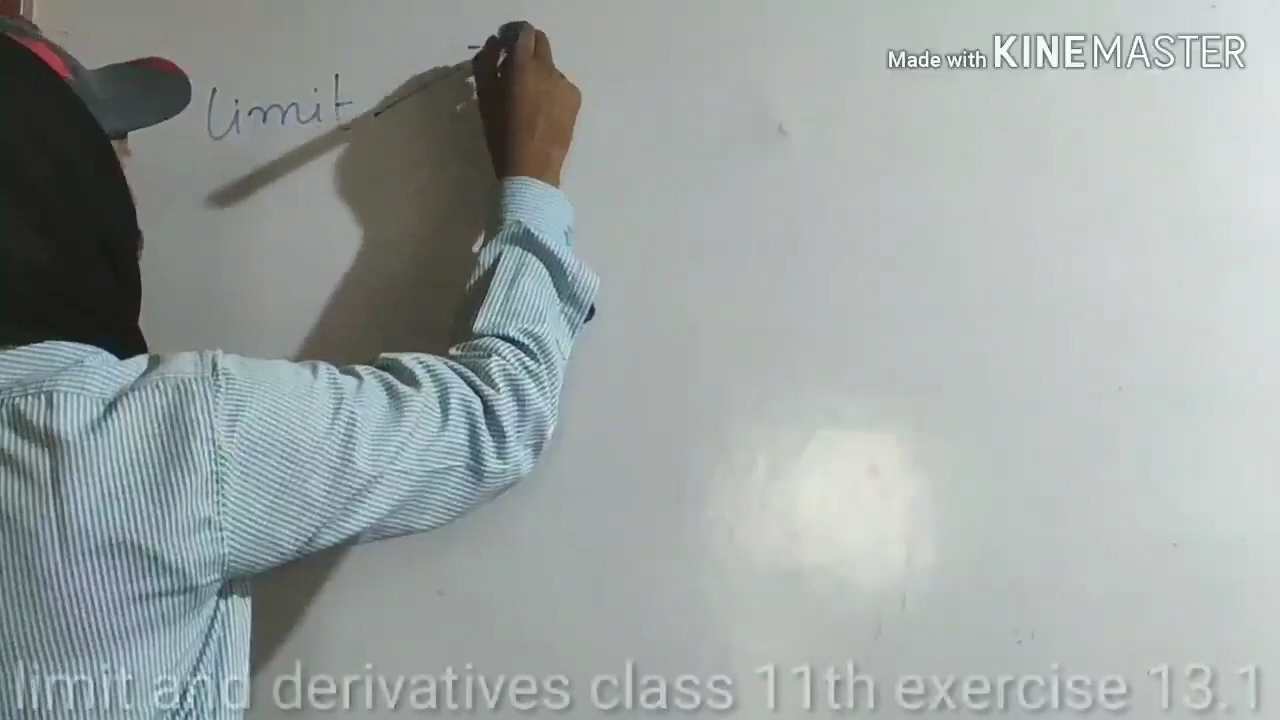 Made with KINEMASTER
limit
limit and derivatives class 11th exercise 13.1